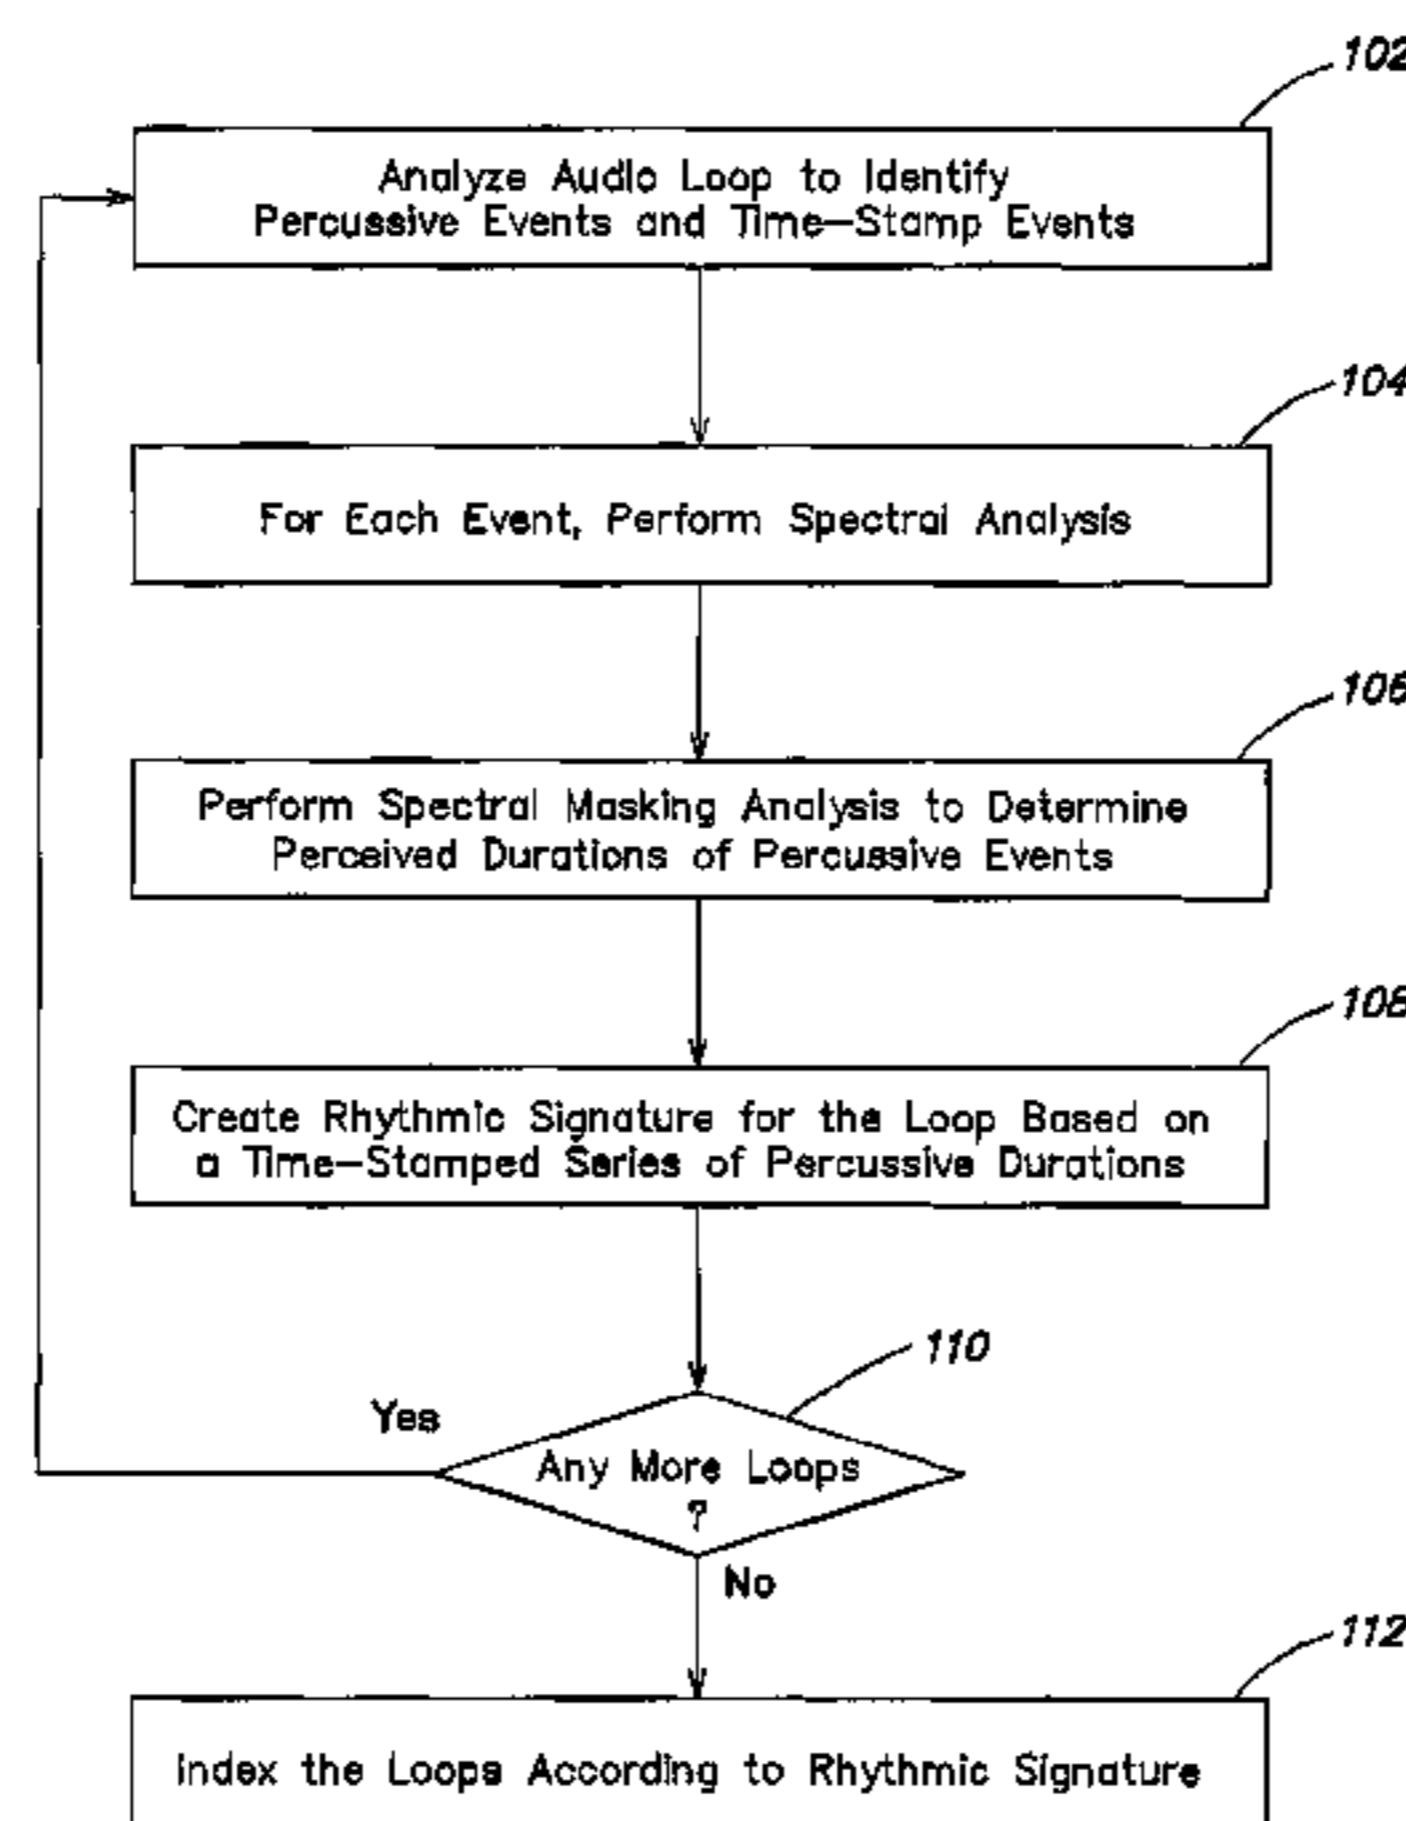 102
Analyze Audio Loop to Identify
Percussive Events and Time-Stamp Events
104
For Each Event, Perform Spectral Analysis
106
Perform Spectral Masking Analysis to Determine
Perceived Durations of Percussive Events
108
Create Rhythmic Signature for the Loop Based on
a Time-Stamped Series of Percussive Durations
110
Yes
Any More Loops
?
No
112
Index the Loops According to Rhythmic Signature